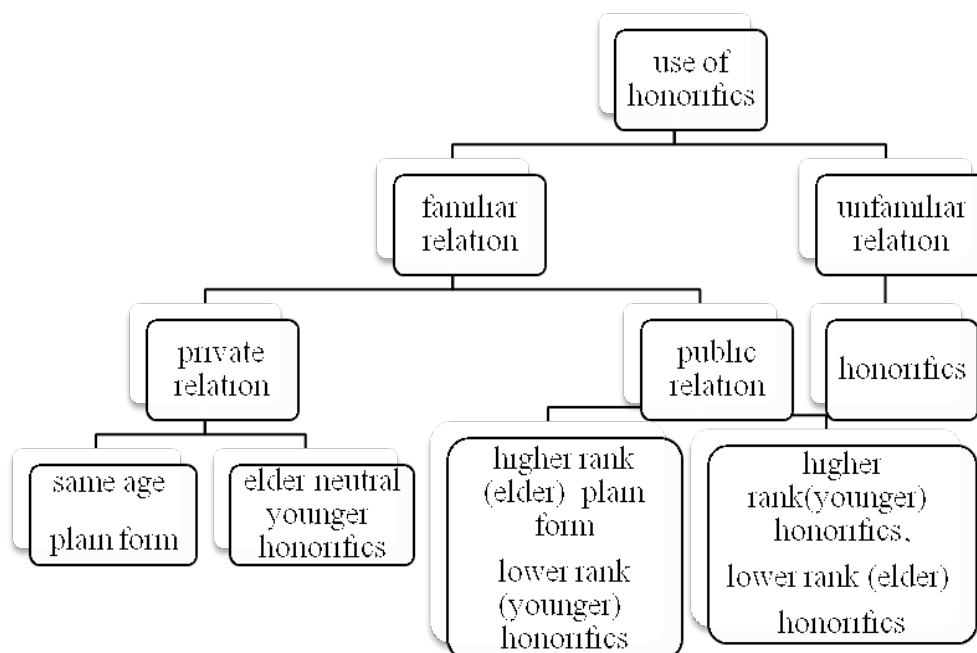 use of
honorifics
familiar
relation
unfamiliar
relation
private
relation
public
relation
honorifics
same age
plain form
elder neutral
younger
honorifics
higher rank
(elder) plain
form
lower rank
(younger)
honorifics
higher
rank(younger)
honorifics,
lower rank (elder)
honorifics